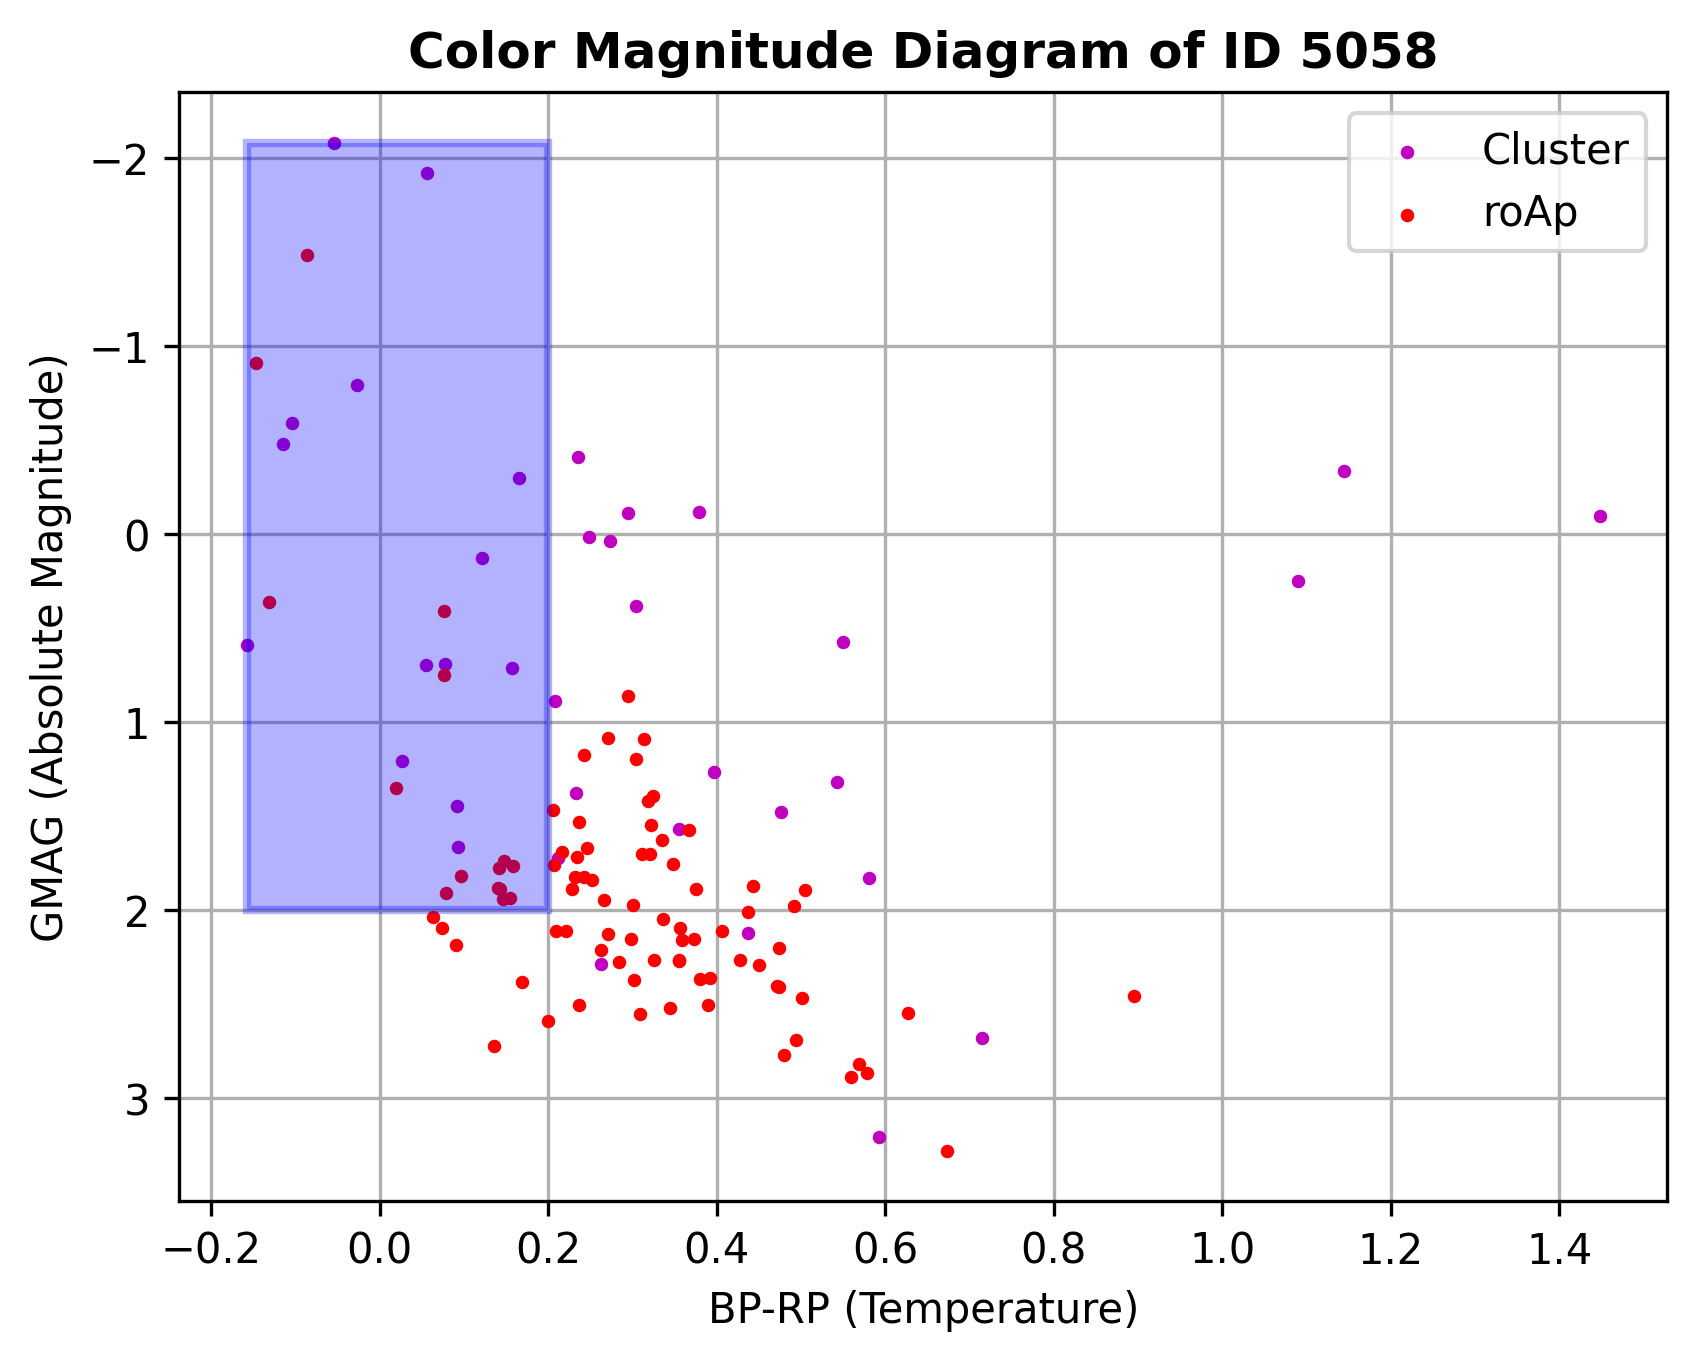 Color Magnitude Diagram of ID 5058
Cluster
roAp
−2
−1
0
1
2
3
GMAG (Absolute Magnitude)
−0.2 0.0 0.2 0.4 0.6 0.8 1.0 1.2 1.4
BP-RP (Temperature)